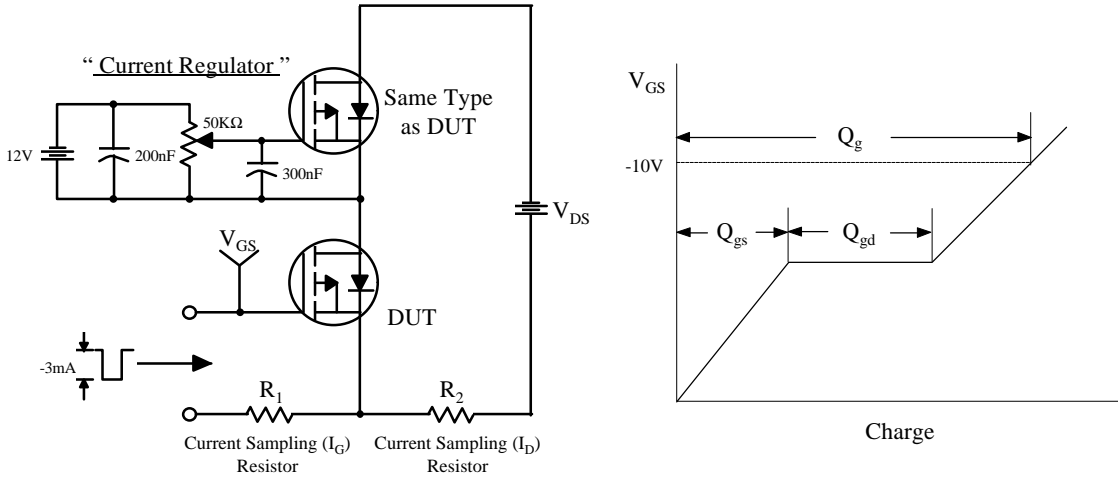 “ Current Regulator ”
12V
200nF
50KΩ
300nF
Same Type
as DUT
V_DS
V_GS
DUT
-3mA
R_1
R_2
Current Sampling (I_G)
Resistor
Current Sampling (I_D)
Resistor
V_GS
Q_g
-10V
Q_gs
Q_gd
Charge